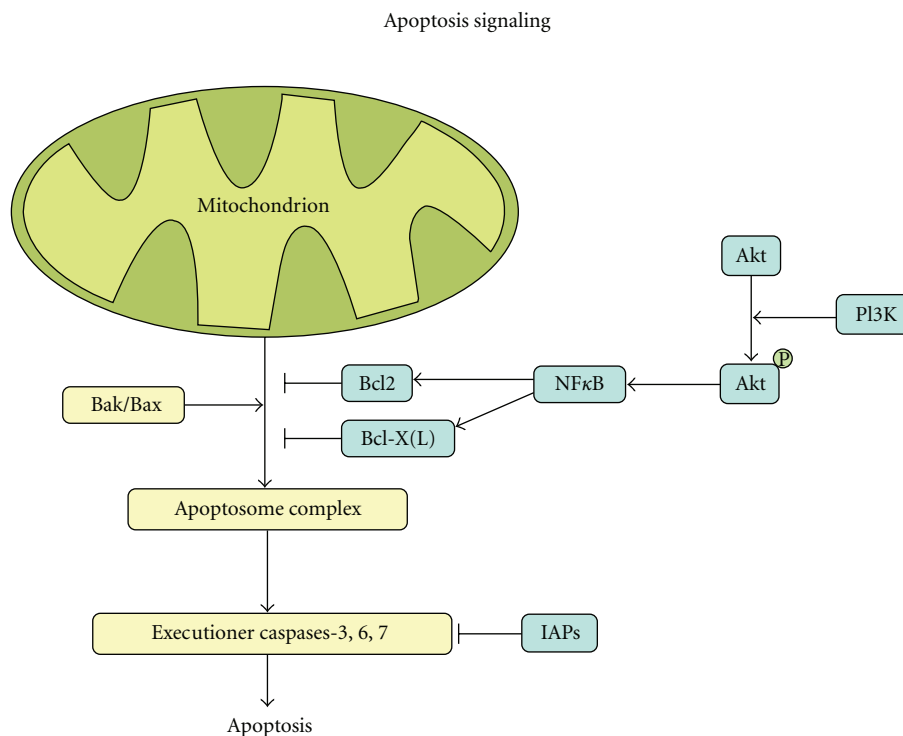 Apoptosis signaling
Mitochondrion
Akt
Pl3K
P
Akt
NFκB
Bcl2
Bak/Bax
Bcl-X(L)
Apoptosome complex
Executioner caspases-3, 6, 7
IAPs
Apoptosis